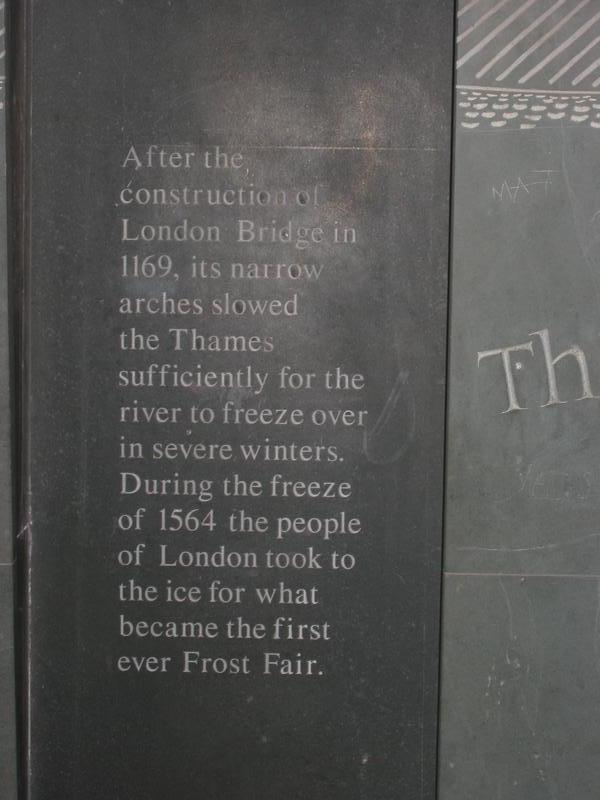 After the
construction of
London Bridge in
1169, its narrow
arches slowed
the Thames
sufficiently for the
river to freeze over
in severe winters.
During the freeze
of 1564 the people
of London took to
the ice for what
became the first
ever Frost Fair.
Th